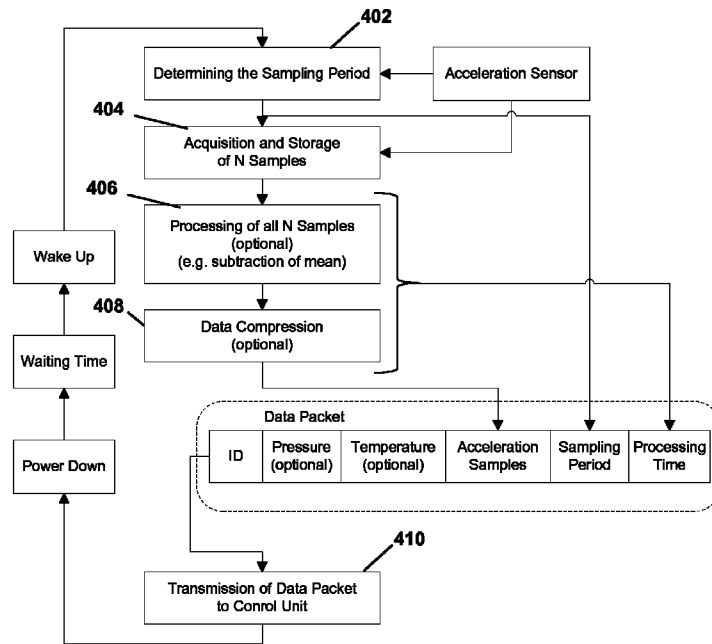 402
Determining the Sampling Period
Acceleration Sensor
404
Acquisition and Storage
of N Samples
406
Processing of all N Samples
(optional)
(e.g. subtraction of mean)
Wake Up
408
Data Compression
(optional)
Waiting Time
Data Packet
ID
Pressure
(optional)
Temperature
(optional)
Acceleration
Samples
Sampling
Period
Processing
Time
Power Down
410
Transmission of Data Packet
to Conrol Unit